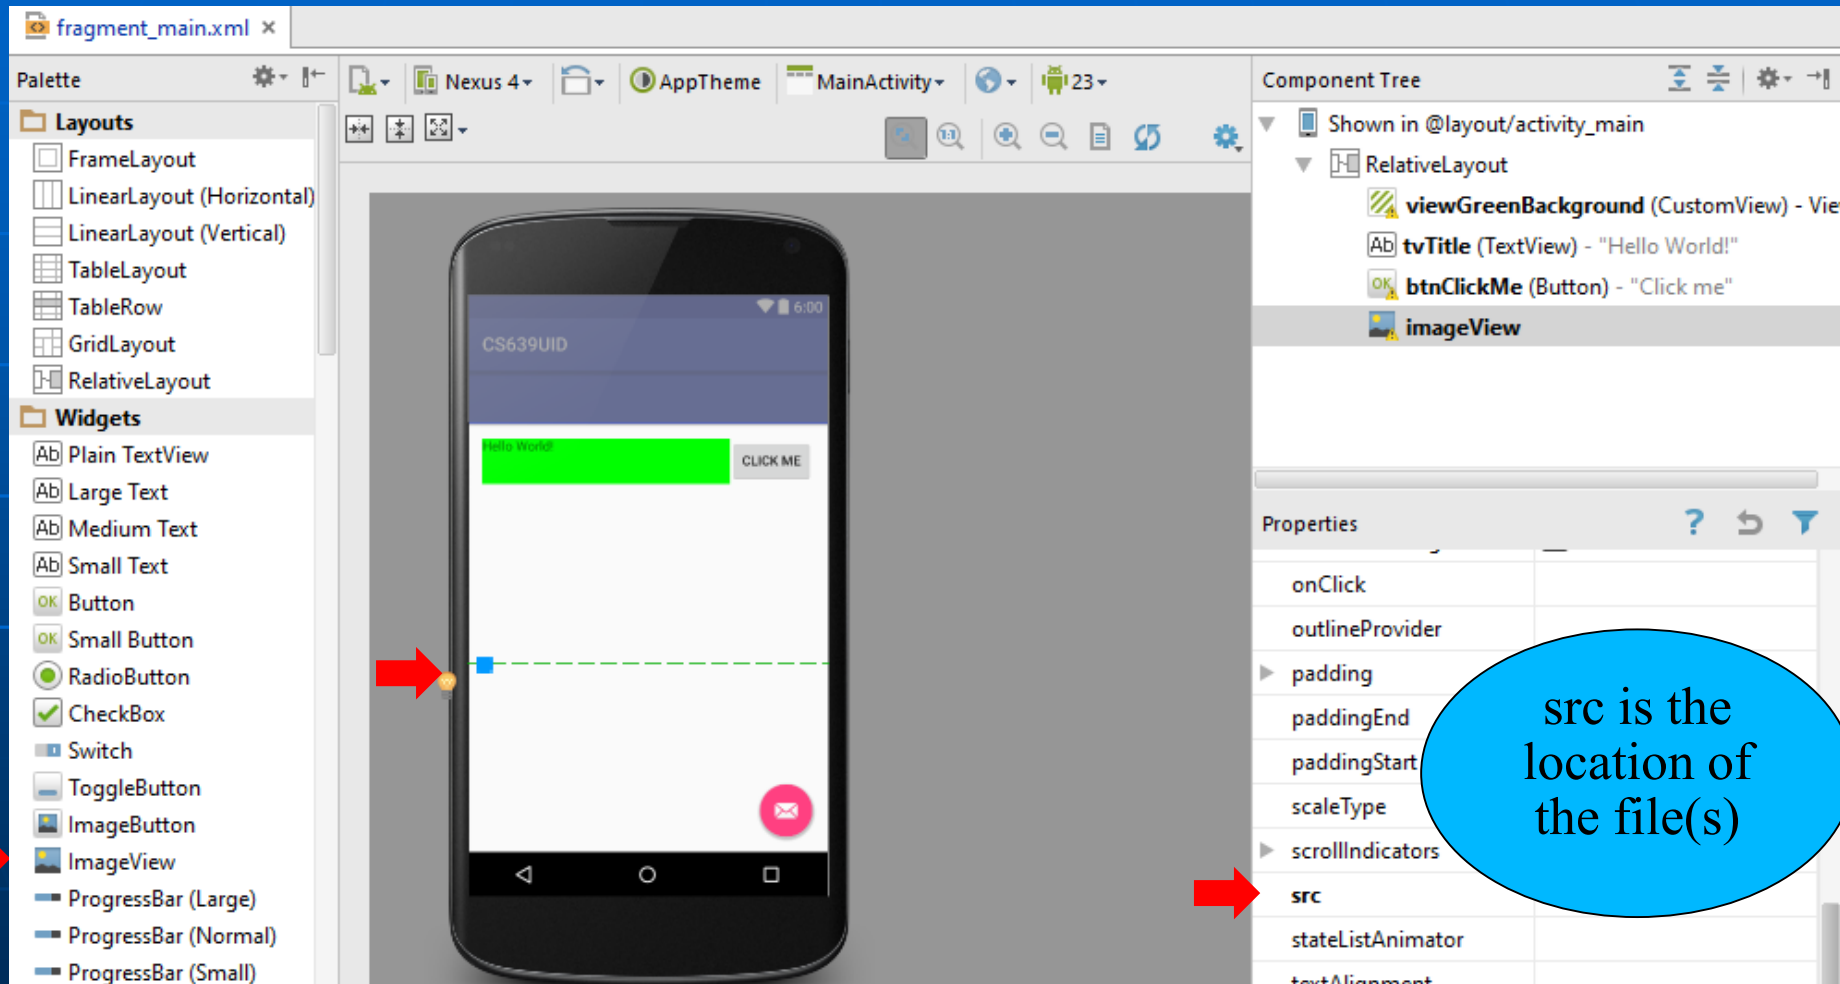 fragment_main.xml
Palette
Nexus 4
AppTheme
MainActivity
23
Component Tree
Layouts
FrameLayout
LinearLayout (Horizontal)
LinearLayout (Vertical)
TableLayout
TableRow
GridLayout
RelativeLayout
Widgets
Plain TextView
Large Text
Medium Text
Small Text
Button
Small Button
RadioButton
CheckBox
Switch
ToggleButton
ImageButton
ImageView
ProgressBar (Large)
ProgressBar (Normal)
ProgressBar (Small)
6:00
CS639UID
Hello World!
CLICK ME
Shown in @layout/activity_main
RelativeLayout
viewGreenBackground (CustomView) - Vie
Ab tvTitle (TextView) - "Hello World!"
OK btnClickMe (Button) - "Click me"
imageView
Properties
onClick
outlineProvider
padding
paddingEnd
paddingStart
scaleType
scrollIndicators
src
stateListAnimator
src is the
location of
the file(s)